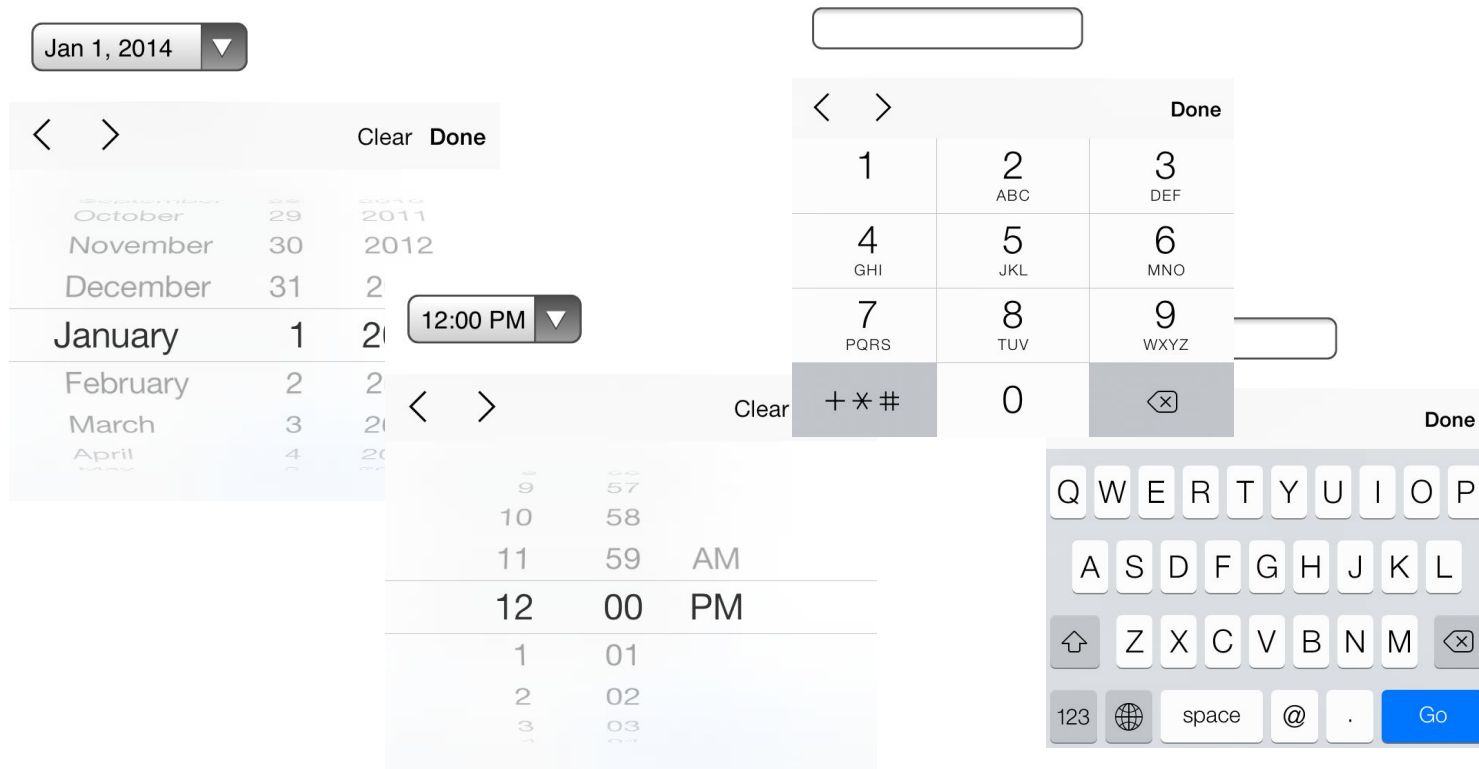 Jan 1, 2014
Clear Done
October 29 2011
November 30 2012
December 31
January 1
February 2
March 3
April 4
12:00 PM
Clear
9 57
10 58
11 59 AM
12 00 PM
1 01
2 02
3 03
Done
1 2 3
ABC DEF
4 5 6
GHI JKL MNO
7 8 9
PQRS TUV WXYZ
+*# 0
Done
Q W E R T Y U I O P
A S D F G H J K L
Z X C V B N M
123 space @ . Go